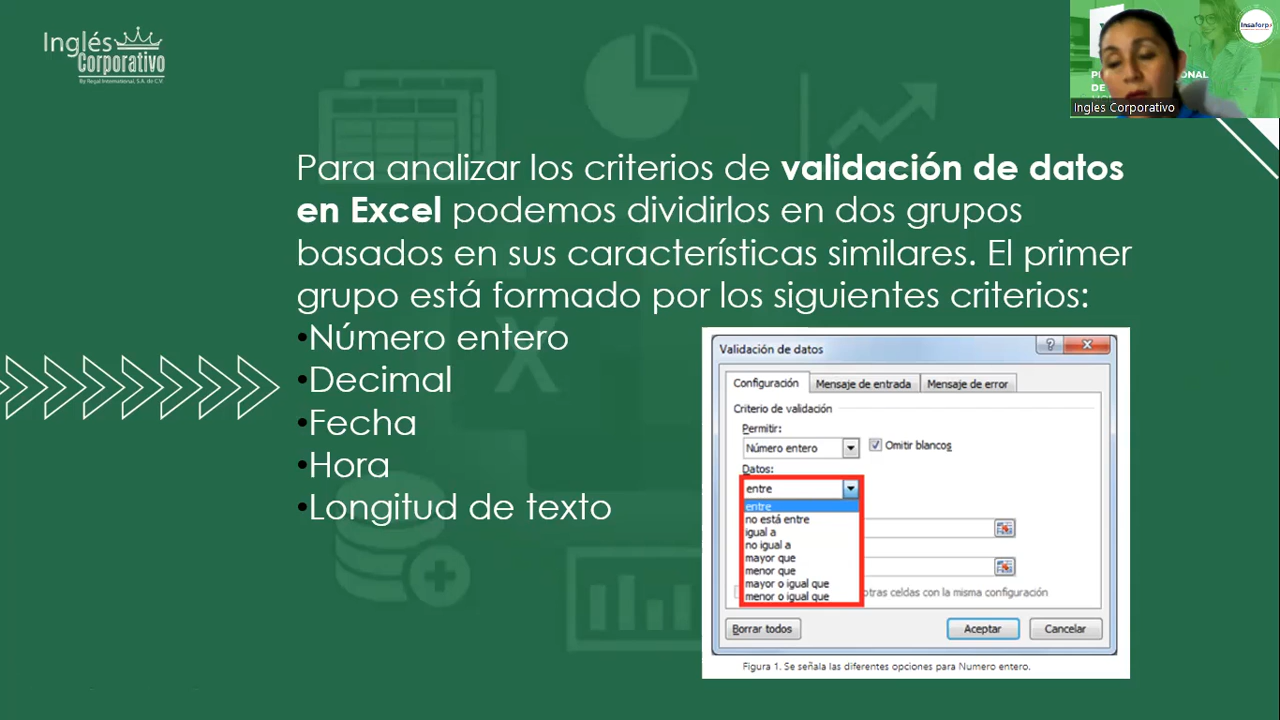 Inglés
Corporativo
By Regal International, S.A. de C.V.
Insaforp
Ingles Corporativo
Para analizar los criterios de validación de datos
en Excel podemos dividirlos en dos grupos
basados en sus características similares. El primer
grupo está formado por los siguientes criterios:
•Número entero
•Decimal
•Fecha
•Hora
•Longitud de texto
Validación de datos
Configuración Mensaje de entrada Mensaje de error
Criterio de validación
Permitir:
Número entero Omitir blancos
Datos:
entre
entre
no está entre
igual a
no igual a
mayor que
menor que
mayor o igual que
menor o igual que
otras celdas con la misma configuración
Borrar todos Aceptar Cancelar
Figura 1. Se señala las diferentes opciones para Numero entero.